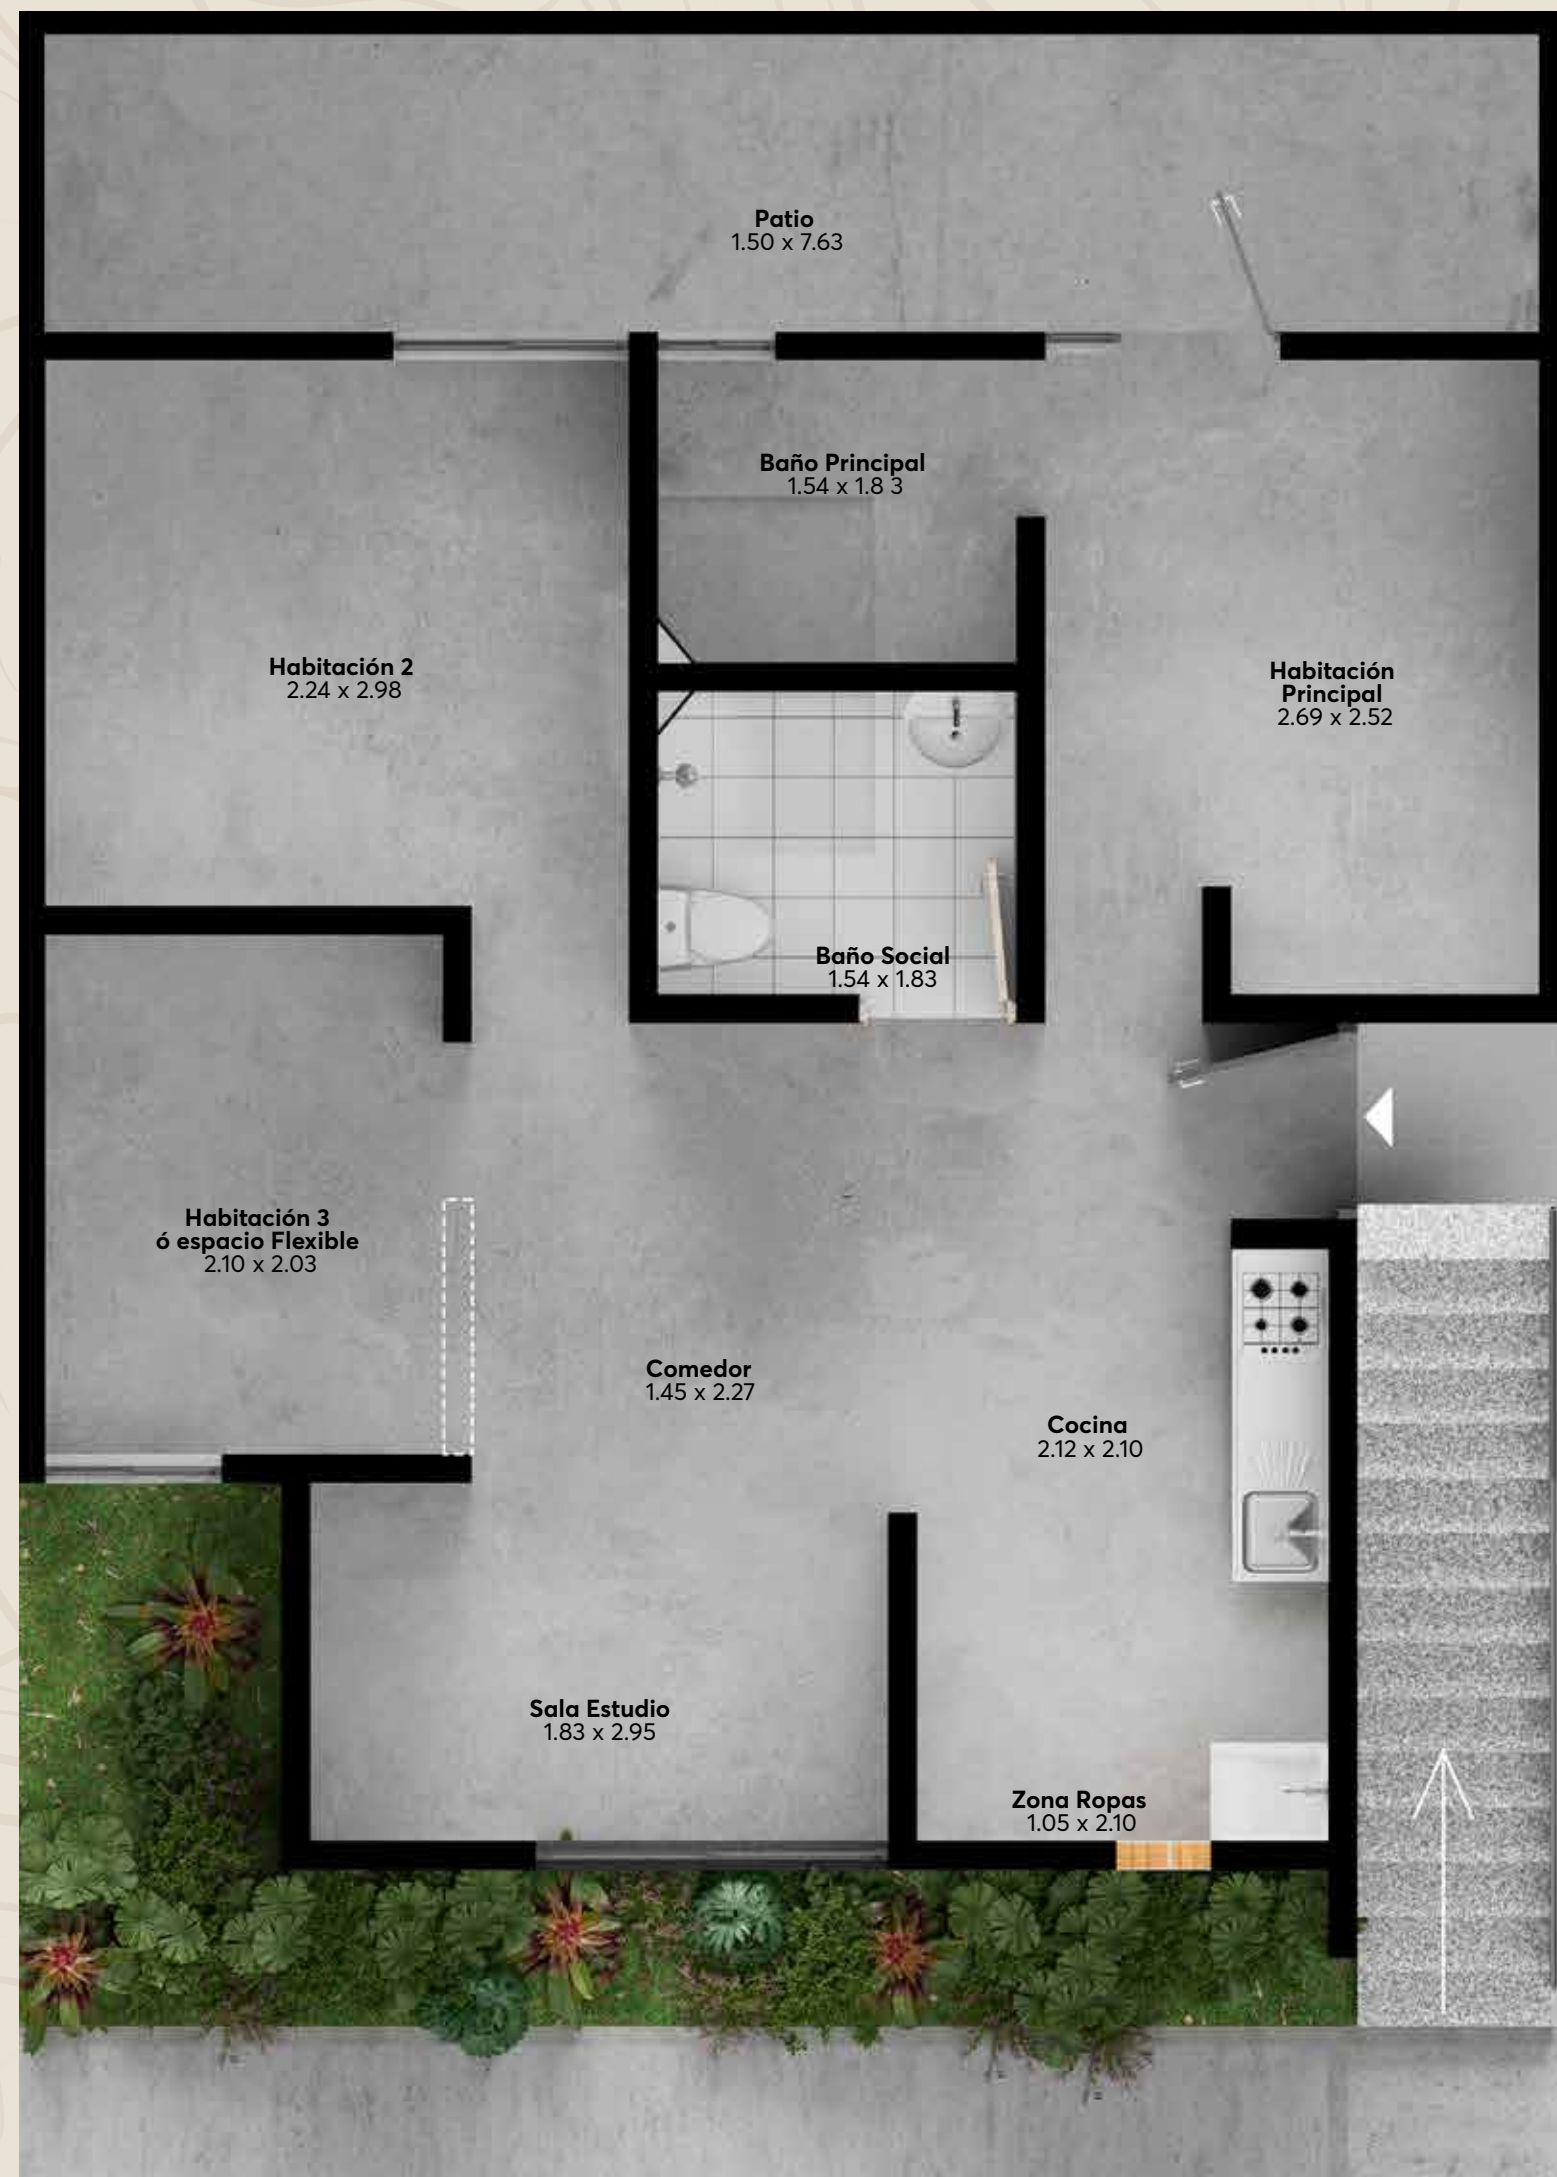 Patio
1.50 x 7.63
Baño Principal
1.54 x 1.8 3
Habitación 2
2.24 x 2.98
Habitación
Principal
2.69 x 2.52
Baño Social
1.54 x 1.83
Habitación 3
ó espacio Flexible
2.10 x 2.03
Comedor
1.45 x 2.27
Cocina
2.12 x 2.10
Sala Estudio
1.83 x 2.95
Zona Ropas
1.05 x 2.10